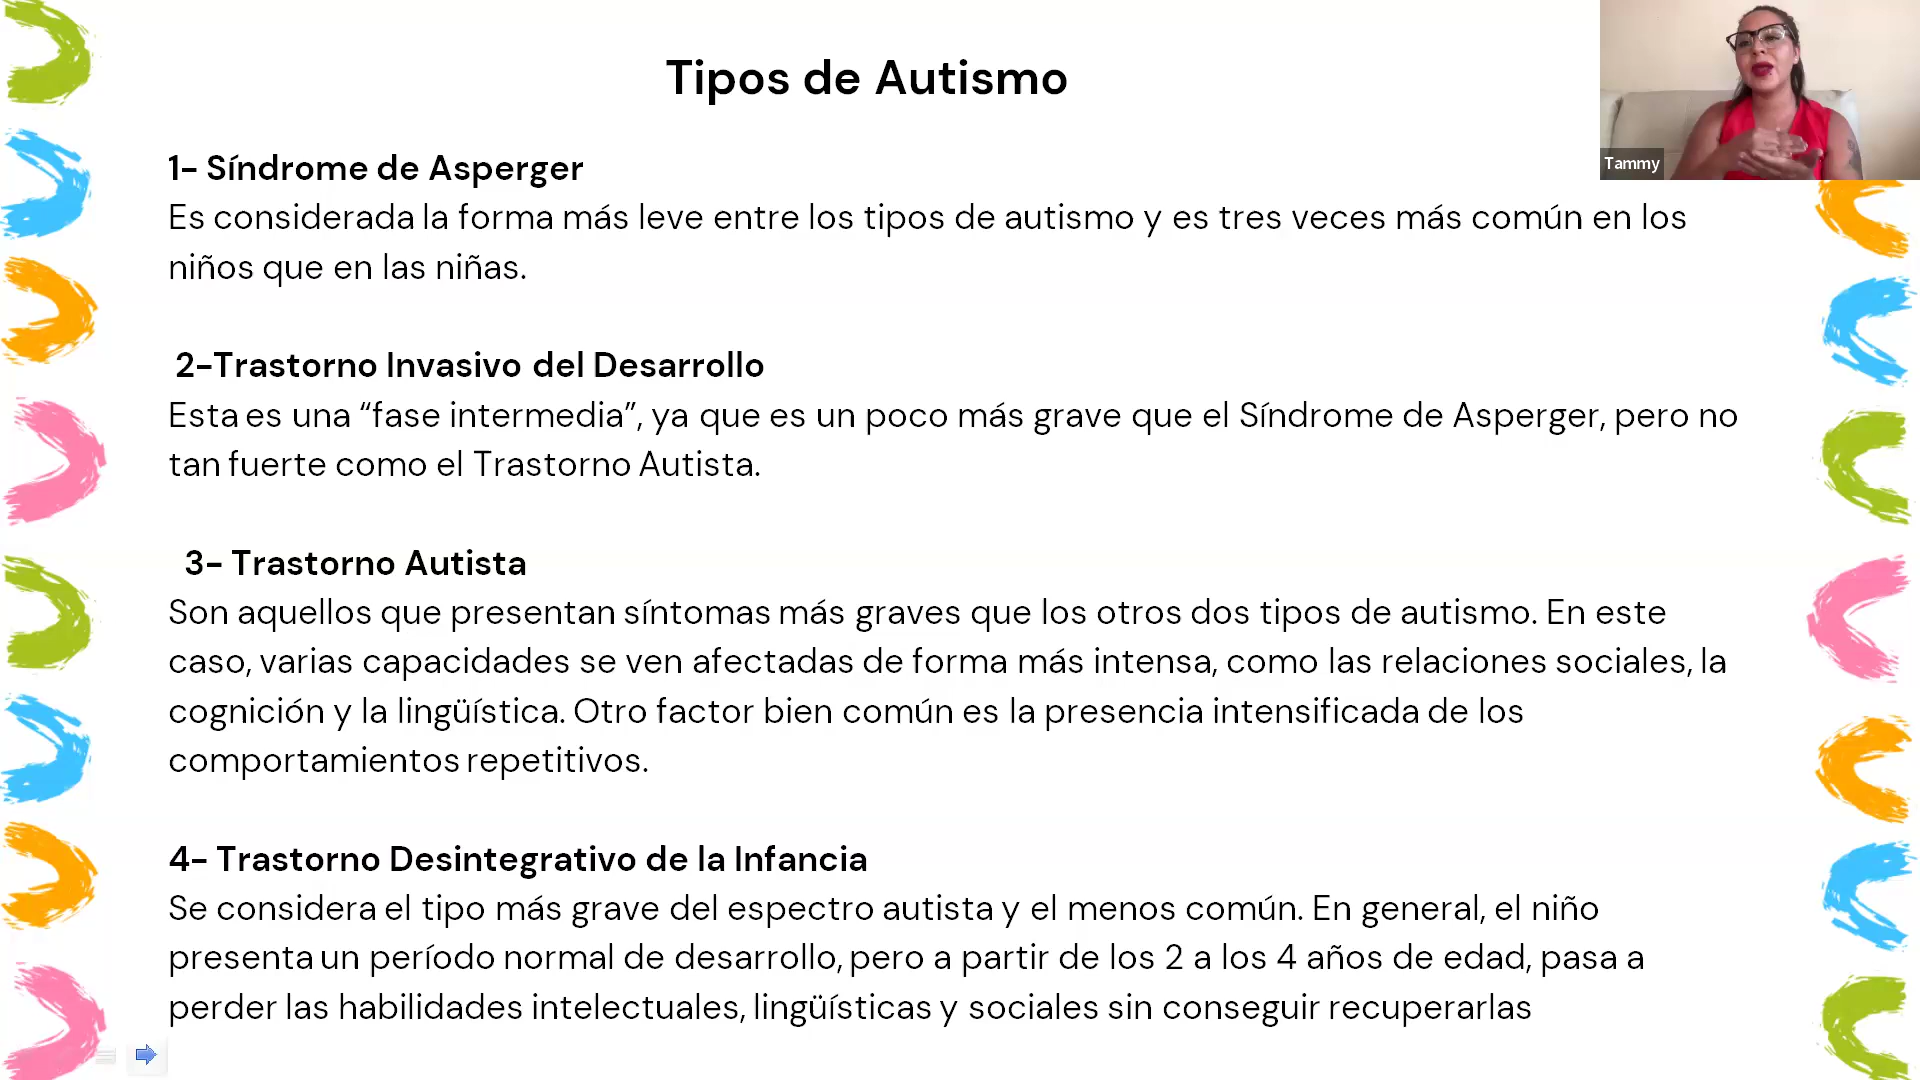 Tipos de Autismo
Tammy
1- Síndrome de Asperger
Es considerada la forma más leve entre los tipos de autismo y es tres veces más común en los
niños que en las niñas.
2-Trastorno Invasivo del Desarrollo
Esta es una “fase intermedia”, ya que es un poco más grave que el Síndrome de Asperger, pero no
tan fuerte como el Trastorno Autista.
3- Trastorno Autista
Son aquellos que presentan síntomas más graves que los otros dos tipos de autismo. En este
caso, varias capacidades se ven afectadas de forma más intensa, como las relaciones sociales, la
cognición y la lingüística. Otro factor bien común es la presencia intensificada de los
comportamientos repetitivos.
4- Trastorno Desintegrativo de la Infancia
Se considera el tipo más grave del espectro autista y el menos común. En general, el niño
presenta un período normal de desarrollo, pero a partir de los 2 a los 4 años de edad, pasa a
perder las habilidades intelectuales, lingüísticas y sociales sin conseguir recuperarlas